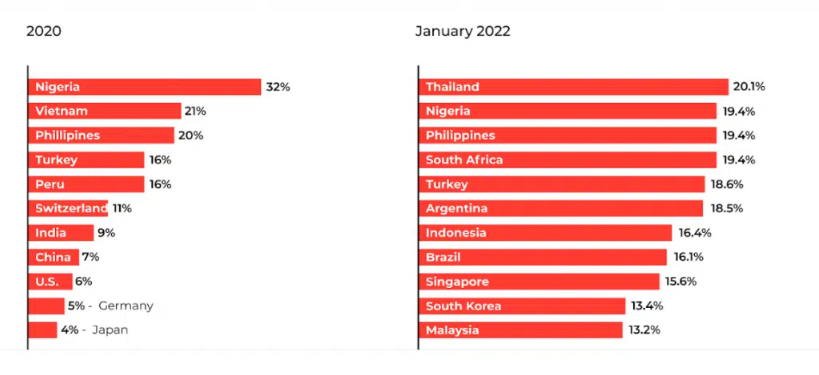 2020
Nigeria 32%
Vietnam 21%
Phillipines 20%
Turkey 16%
Peru 16%
Switzerland 11%
India 9%
China 7%
U.S. 6%
5% - Germany
4% - Japan
January 2022
Thailand 20.1%
Nigeria 19.4%
Philippines 19.4%
South Africa 19.4%
Turkey 18.6%
Argentina 18.5%
Indonesia 16.4%
Brazil 16.1%
Singapore 15.6%
South Korea 13.4%
Malaysia 13.2%